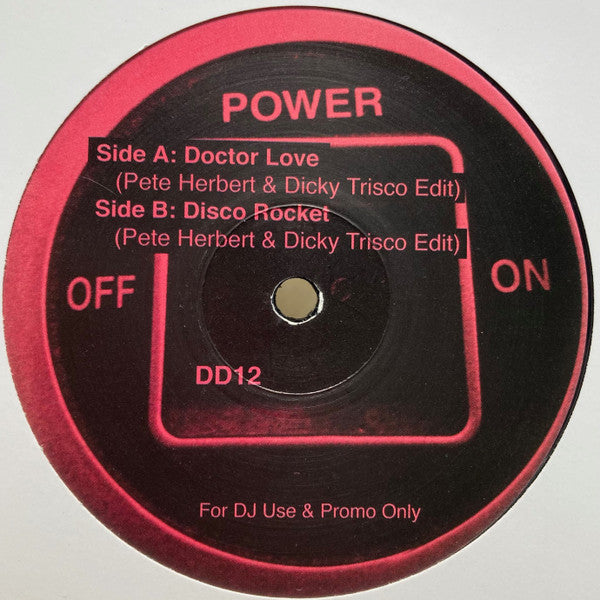 POWER
Side A: Doctor Love
(Pete Herbert & Dicky Trisco Edit)
Side B: Disco Rocket
(Pete Herbert & Dicky Trisco Edit)
OFF
ON
DD12
For DJ Use & Promo Only